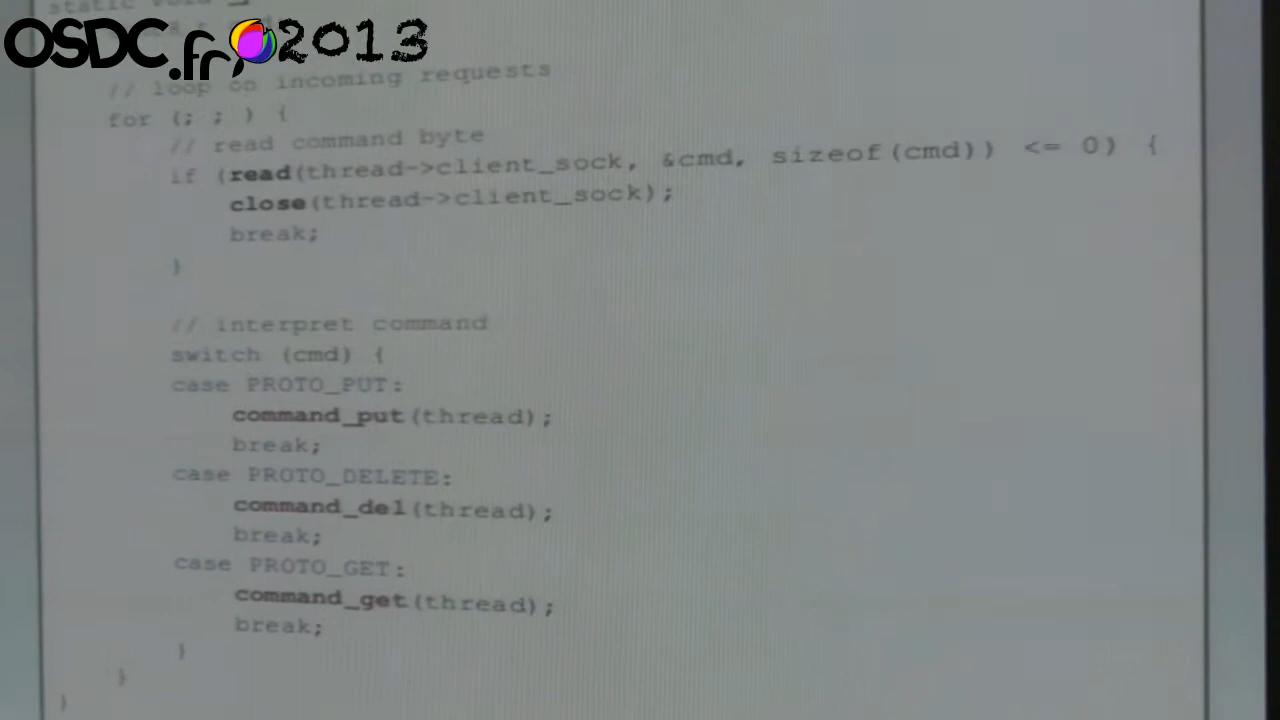 static void
OSDC.fr 2013
// loop on incoming requests
for (; ; ) {
// read command byte
if (read(thread->client_sock, &cmd, sizeof(cmd)) <= 0) {
close(thread->client_sock);
break;
}
// interpret command
switch (cmd) {
case PROTO_PUT:
command_put(thread);
break;
case PROTO_DELETE:
command_del(thread);
break;
case PROTO_GET:
command_get(thread);
break;
}
}
}